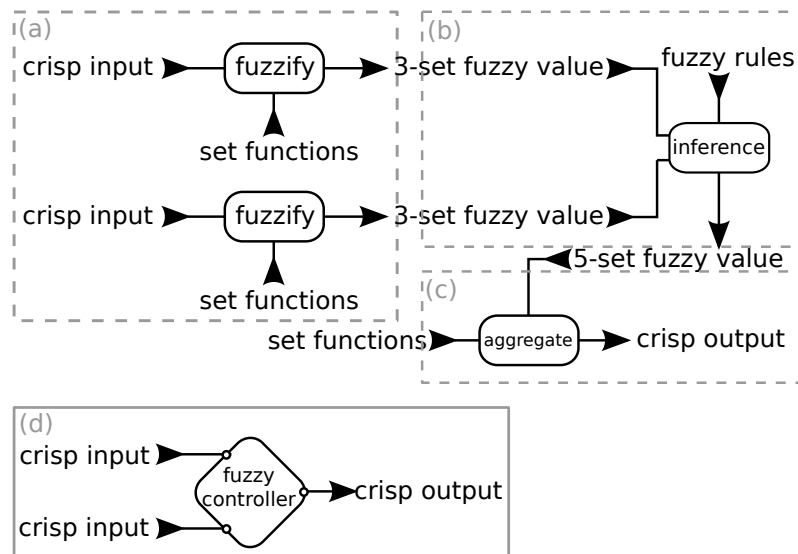 (a)
crisp input
fuzzify
3-set fuzzy value
set functions
crisp input
fuzzify
3-set fuzzy value
set functions
(b)
fuzzy rules
inference
5-set fuzzy value
(c)
set functions
aggregate
crisp output
(d)
crisp input
fuzzy
controller
crisp output
crisp input